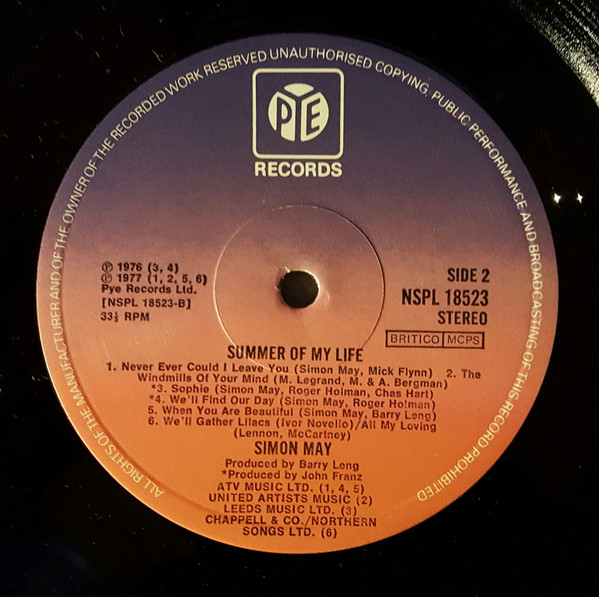 ALL RIGHTS OF THE MANUFACTURER AND OF THE OWNER OF THE RECORDED WORK RESERVED UNAUTHORISED COPYING, PUBLIC PERFORMANCE AND BROADCASTING OF THIS RECORD PROHIBITED
PYE
RECORDS
℗ 1976 (3, 4)
℗ 1977 (1, 2, 5, 6)
Pye Records Ltd.
[NSPL 18523-B]
33⅓ RPM
SIDE 2
NSPL 18523
STEREO
BRITICO MCPS
SUMMER OF MY LIFE
1. Never Ever Could I Leave You (Simon May, Mick Flynn) 2. The
Windmills Of Your Mind (M. Legrand, M. & A. Bergman)
*3. Sophie (Simon May, Roger Holman, Chas Hart)
*4. We'll Find Our Day (Simon May, Roger Holman)
5. When You Are Beautiful (Simon May, Barry Leng)
6. We'll Gather Lilacs (Ivor Novello)/All My Loving
(Lennon, McCartney)
SIMON MAY
Produced by Barry Leng
*Produced by John Franz
ATV MUSIC LTD. (1, 4, 5)
UNITED ARTISTS MUSIC (2)
LEEDS MUSIC LTD. (3)
CHAPPELL & CO./NORTHERN
SONGS LTD. (6)